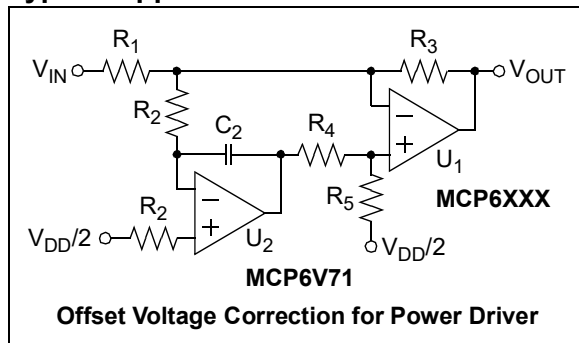 R1
R3
VIN
VOUT
R2
C2
R4
−
+
U1
R2
−
+
U2
R5
MCP6XXX
VDD/2
VDD/2
MCP6V71
Offset Voltage Correction for Power Driver